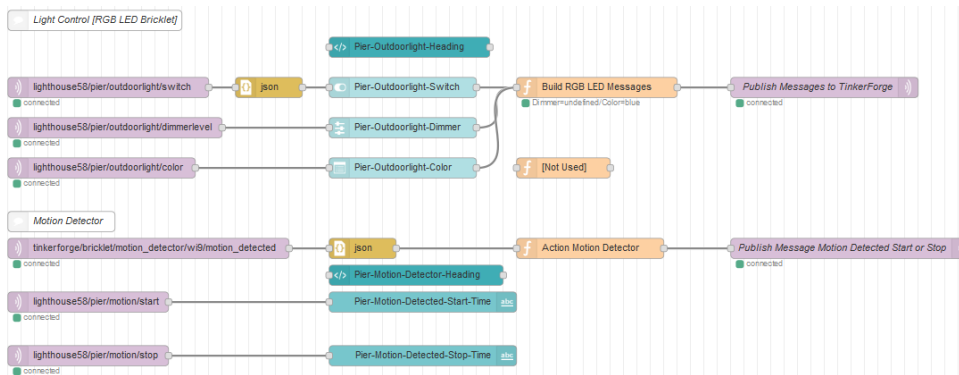 Light Control [RGB LED Bricklet]
Pier-Outdoorlight-Heading
lighthouse58/pier/outdoorlight/switch
json
Pier-Outdoorlight-Switch
Build RGB LED Messages
Publish Messages to TinkerForge
connected
Dimmer=undefined/Color=blue
connected
lighthouse58/pier/outdoorlight/dimmerlevel
Pier-Outdoorlight-Dimmer
connected
lighthouse58/pier/outdoorlight/color
Pier-Outdoorlight-Color
[Not Used]
connected
Motion Detector
tinkerforge/bricklet/motion_detector/wi9/motion_detected
json
Action Motion Detector
Publish Message Motion Detected Start or Stop
connected
connected
Pier-Motion-Detector-Heading
lighthouse58/pier/motion/start
Pier-Motion-Detected-Start-Time
abc
connected
lighthouse58/pier/motion/stop
Pier-Motion-Detected-Stop-Time
abc
connected